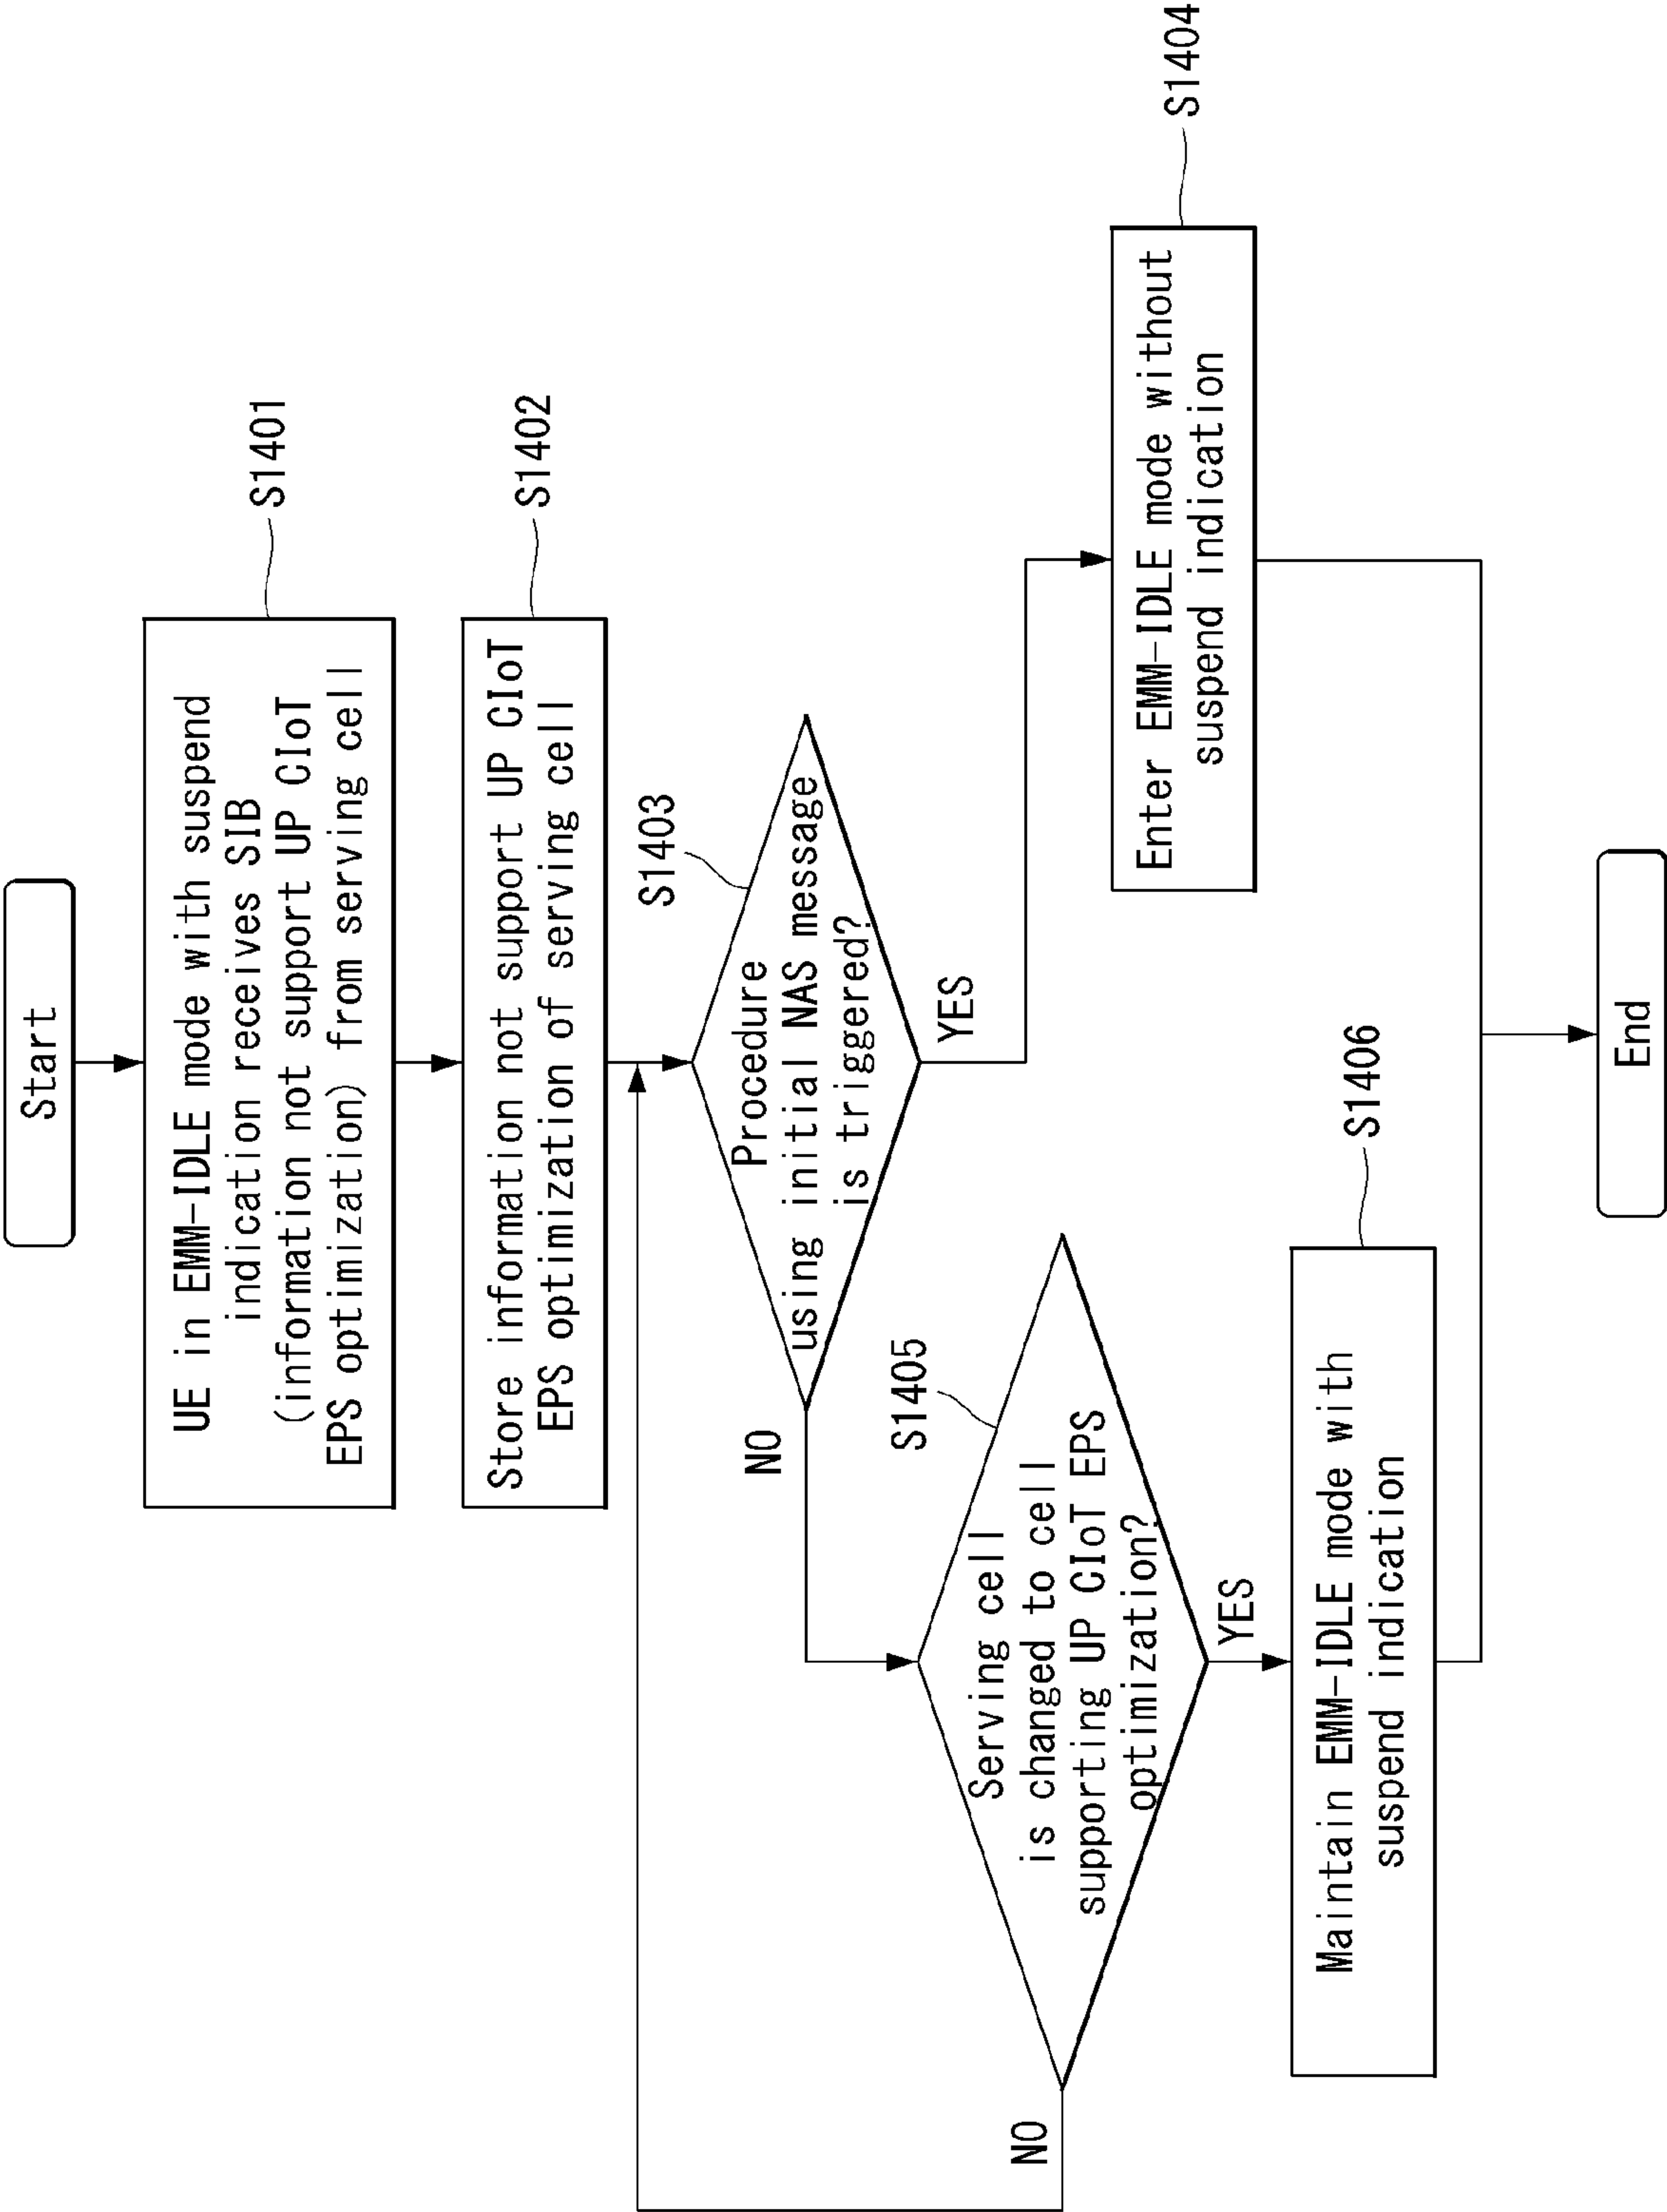 Start
UE in EMM-IDLE mode with suspend
indication receives SIB
(information not support UP CIoT
EPS optimization) from serving cell
S1401
Store information not support UP CIoT
EPS optimization of serving cell
S1402
Procedure
using initial NAS message
is triggered?
S1403
NO
YES
Serving cell
is changed to cell
supporting UP CIoT EPS
optimization?
S1405
NO
YES
Enter EMM-IDLE mode without
suspend indication
S1404
Maintain EMM-IDLE mode with
suspend indication
S1406
End